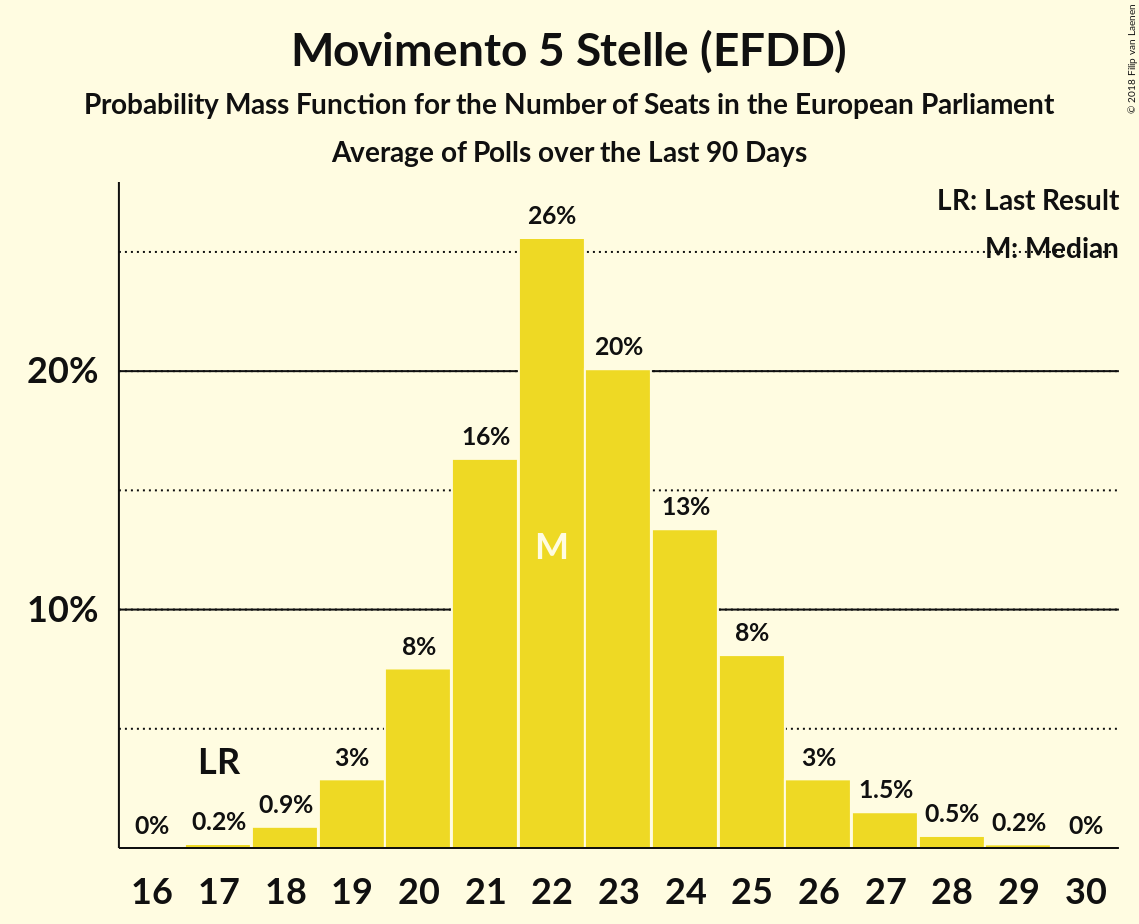 Movimento 5 Stelle (EFDD)
Probability Mass Function for the Number of Seats in the European Parliament
Average of Polls over the Last 90 Days
© 2018 Filip van Laenen
LR: Last Result
M: Median
26%
20%
20%
16%
13%
M
10%
8%
8%
LR
3%
3%
0%
0.2%
0.9%
1.5%
0.5%
0.2%
0%
16 17 18 19 20 21 22 23 24 25 26 27 28 29 30